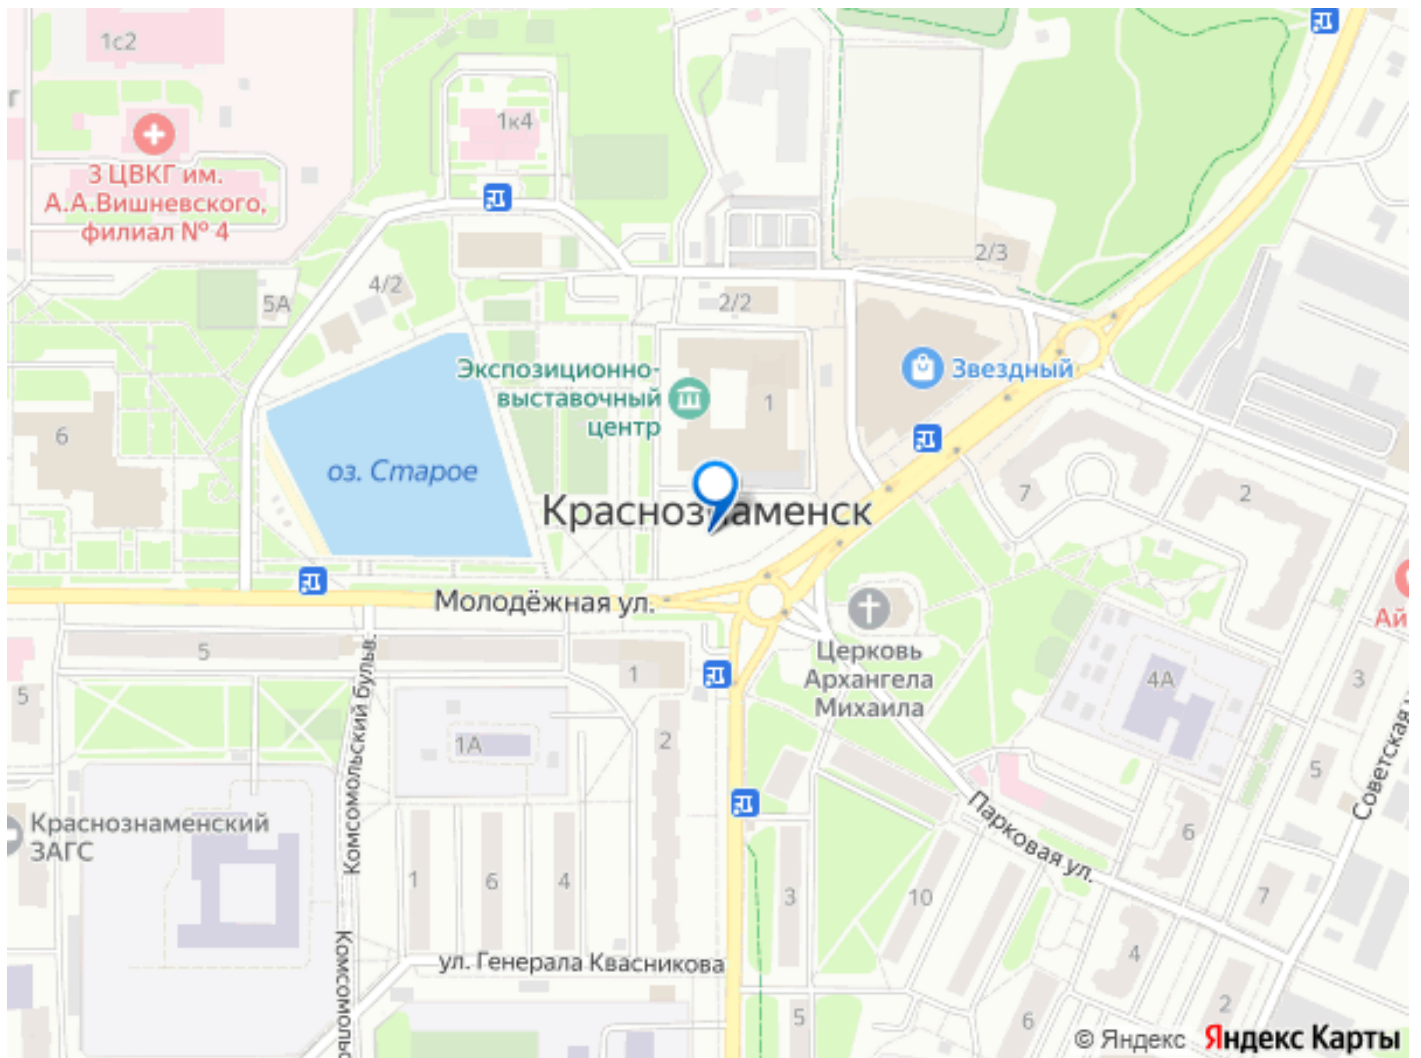 1с2
г
3 ЦВКГ им.
А.А.Вишневского,
филиал № 4
1к4
5А
4/2
2/2
2/3
Экспозиционно-
выставочный
центр
1
Звездный
6
оз. Старое
Краснознаменск
7
2
Молодёжная ул.
5
1
5
Комсомольский бульв.
1А
2
Церковь
Архангела
Михаила
4А
3
Ай
5
Советская
Краснознаменский
ЗАГС
1
6
4
3
10
Парковая ул.
6
7
4
ул. Генерала Квасникова
Комсомоль
5
6
2
© Яндекс Яндекс Карты